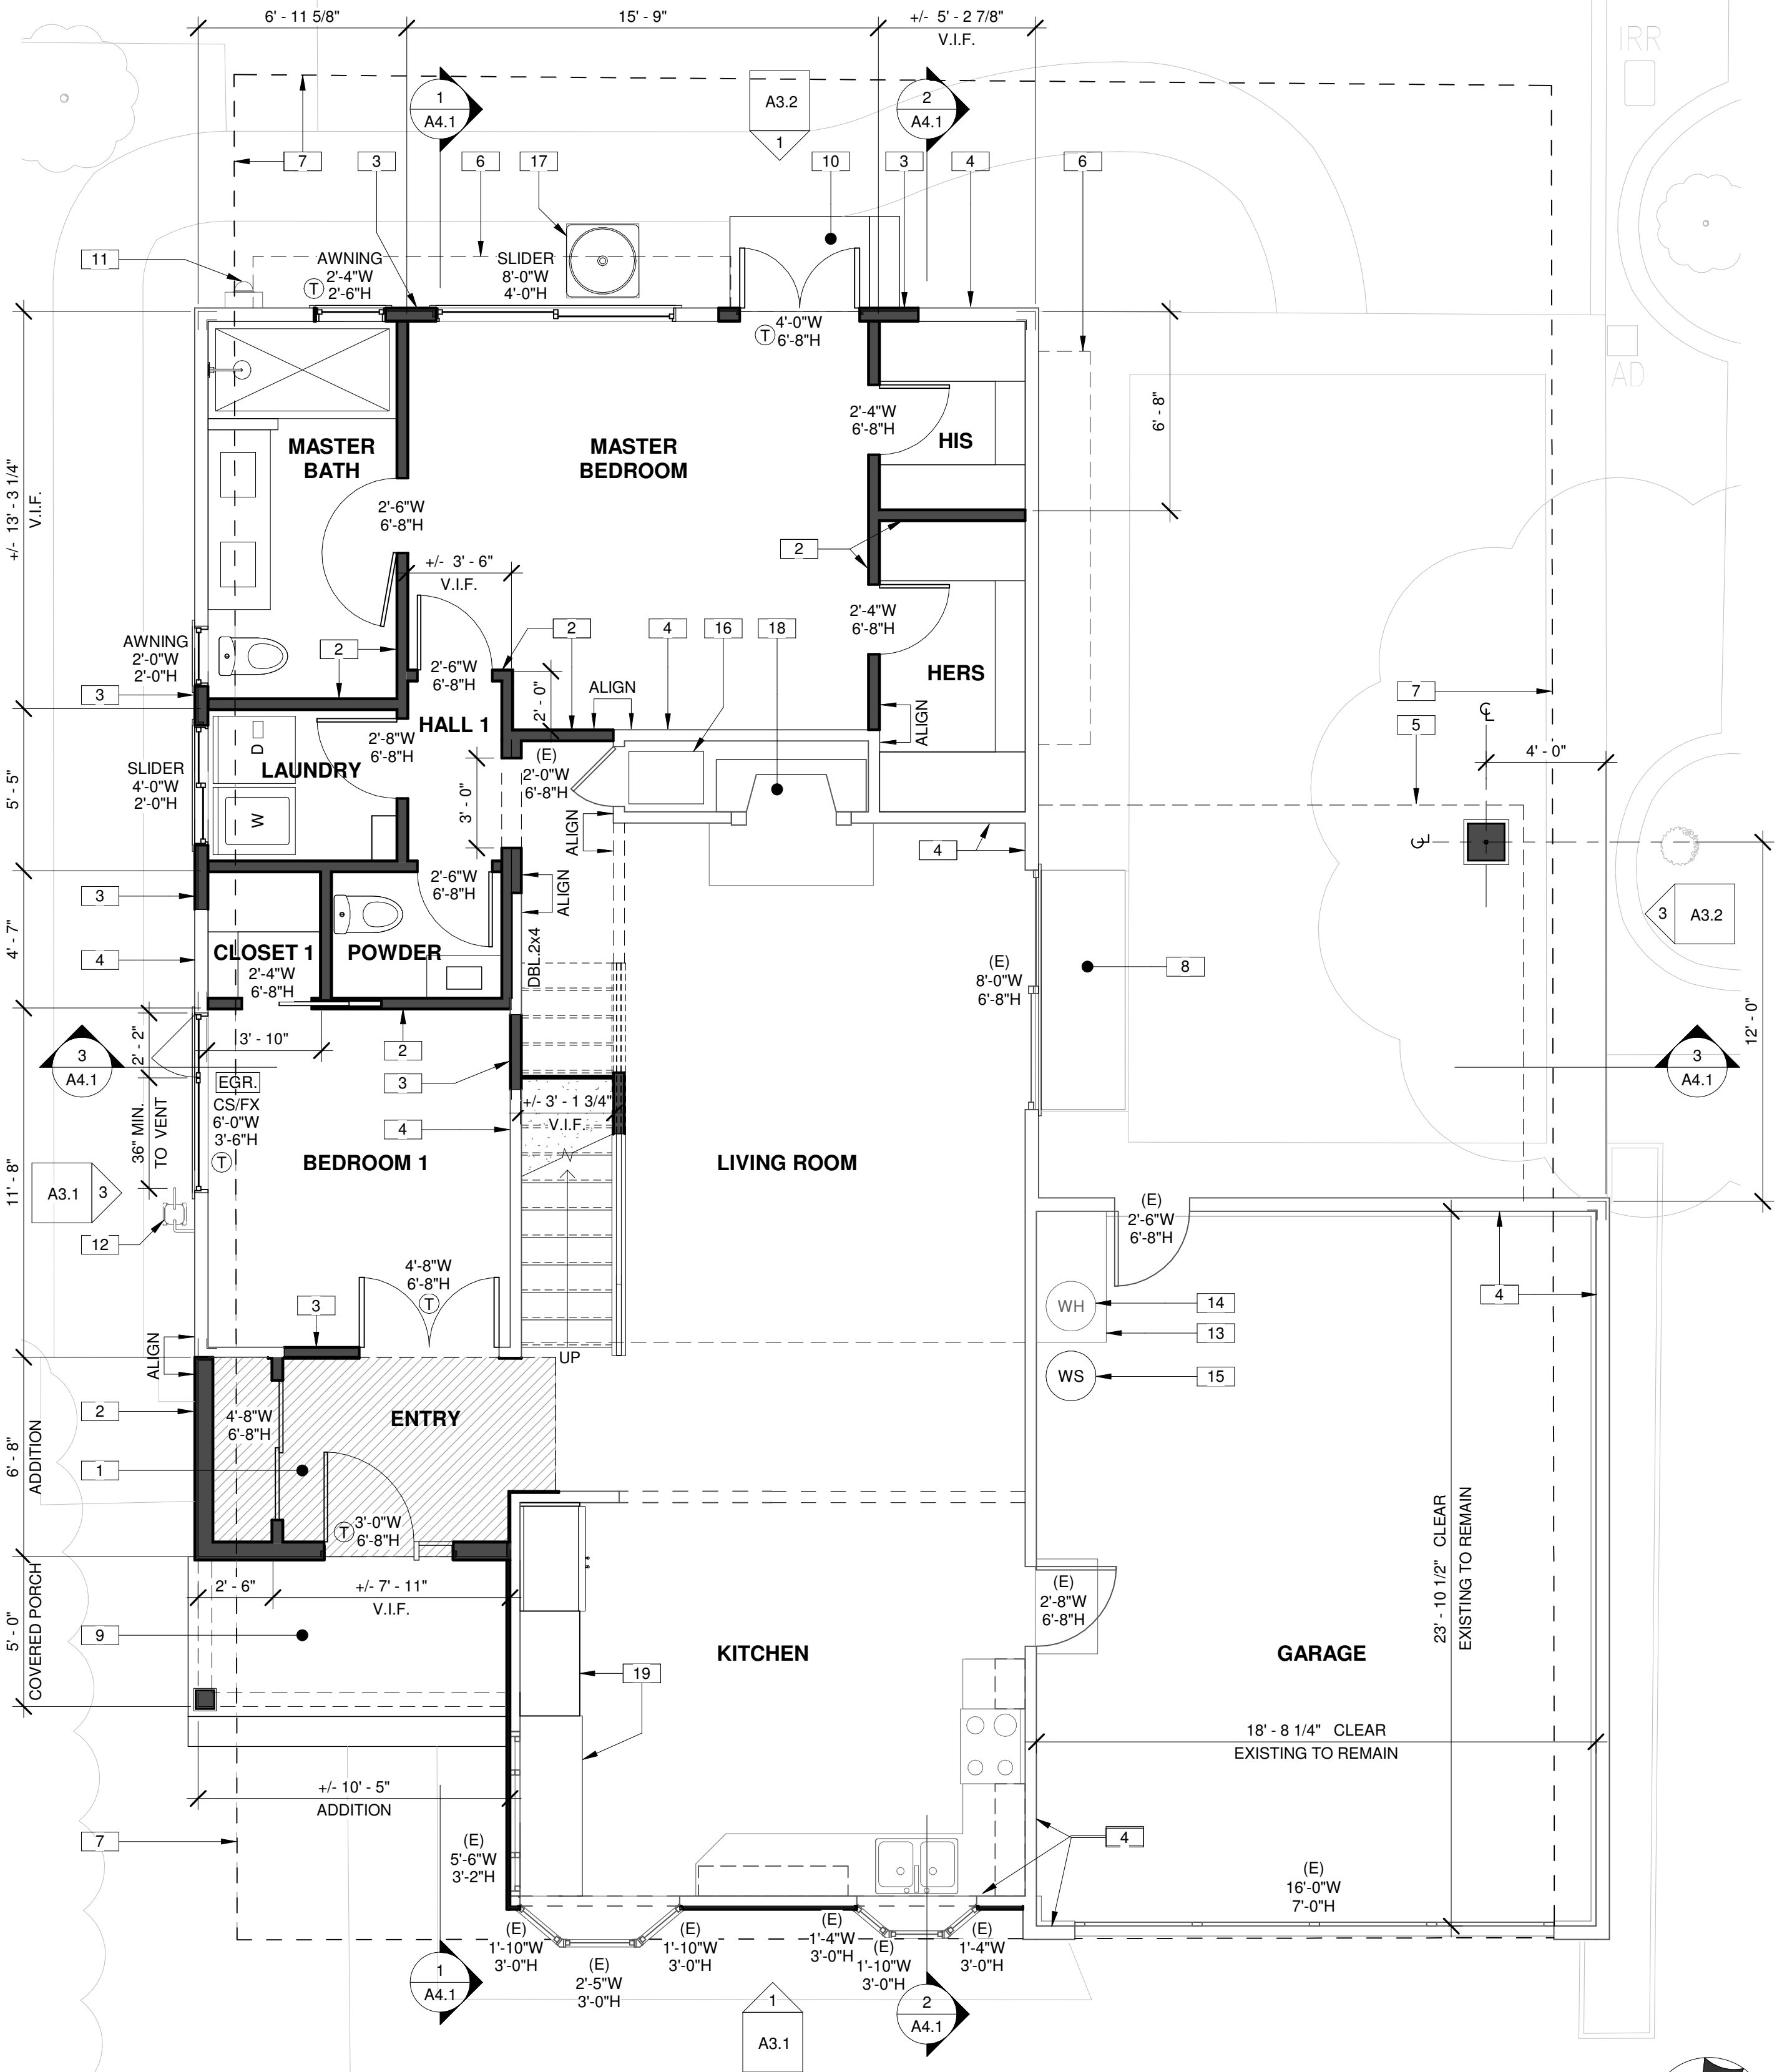 6' - 11 5/8"
15' - 9"
+/- 5' - 2 7/8"
V.I.F.
IRR
1
A4.1
A3.2
1
2
A4.1
7
3
6
17
10
3
4
6
11
AWNING
2'-4"W
2'-6"H
T
SLIDER
8'-0"W
4'-0"H
T
4'-0"W
6'-8"H
AD
+/- 13' - 3 1/4"
V.I.F.
MASTER
BATH
MASTER
BEDROOM
2'-4"W
6'-8"H
HIS
6' - 8"
2'-6"W
6'-8"H
2
+/- 3' - 6"
V.I.F.
2'-4"W
6'-8"H
HERS
AWNING
2'-0"W
2'-0"H
2
2
4
16
18
2'-6"W
6'-8"H
2' - 0"
ALIGN
ALIGN
3
7
5
CL
4' - 0"
HALL 1
D
2'-8"W
6'-8"H
LAUNDRY
W
(E)
2'-0"W
6'-8"H
SLIDER
4'-0"W
2'-0"H
5' - 5"
3' - 0"
ALIGN
4
CL
2'-6"W
6'-8"H
ALIGN
3
4' - 7"
CLOSET 1
2'-4"W
6'-8"H
POWDER
DBL.2x4
4
(E)
8'-0"W
6'-8"H
8
3
A3.2
12' - 0"
3
A4.1
2' - 2"
3' - 10"
2
3
3
A4.1
EGR.
CS/FX
6'-0"W
3'-6"H
T
36" MIN.
TO VENT
+/- 3' - 1 3/4"
V.I.F.
4
11' - 8"
A3.1
3
BEDROOM 1
LIVING ROOM
12
(E)
2'-6"W
6'-8"H
4'-8"W
6'-8"H
T
3
WH
14
13
4
ALIGN
UP
WS
15
2
6' - 8"
ADDITION
4'-8"W
6'-8"H
ENTRY
1
T
3'-0"W
6'-8"H
23' - 10 1/2" CLEAR
EXISTING TO REMAIN
2' - 6"
+/- 7' - 11"
V.I.F.
(E)
2'-8"W
6'-8"H
5' - 0"
COVERED PORCH
9
19
KITCHEN
GARAGE
18' - 8 1/4" CLEAR
EXISTING TO REMAIN
+/- 10' - 5"
ADDITION
7
(E)
5'-6"W
3'-2"H
4
(E)
16'-0"W
7'-0"H
(E)
1'-10"W
3'-0"H
(E)
2'-5"W
3'-0"H
(E)
1'-10"W
3'-0"H
(E)
1'-4"W
3'-0"H
(E)
1'-10"W
3'-0"H
(E)
1'-4"W
3'-0"H
1
A4.1
1
A3.1
2
A4.1